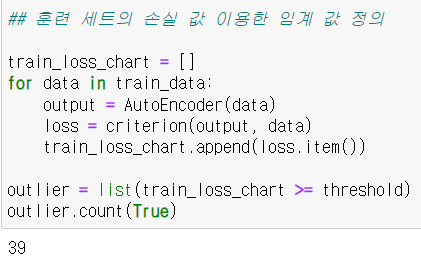 ## 훈련 세트의 손실 값 이용한 임계 값 정의
train_loss_chart = []
for data in train_data:
    output = AutoEncoder(data)
    loss = criterion(output, data)
    train_loss_chart.append(loss.item())
outlier = list(train_loss_chart >= threshold)
outlier.count(True)
39